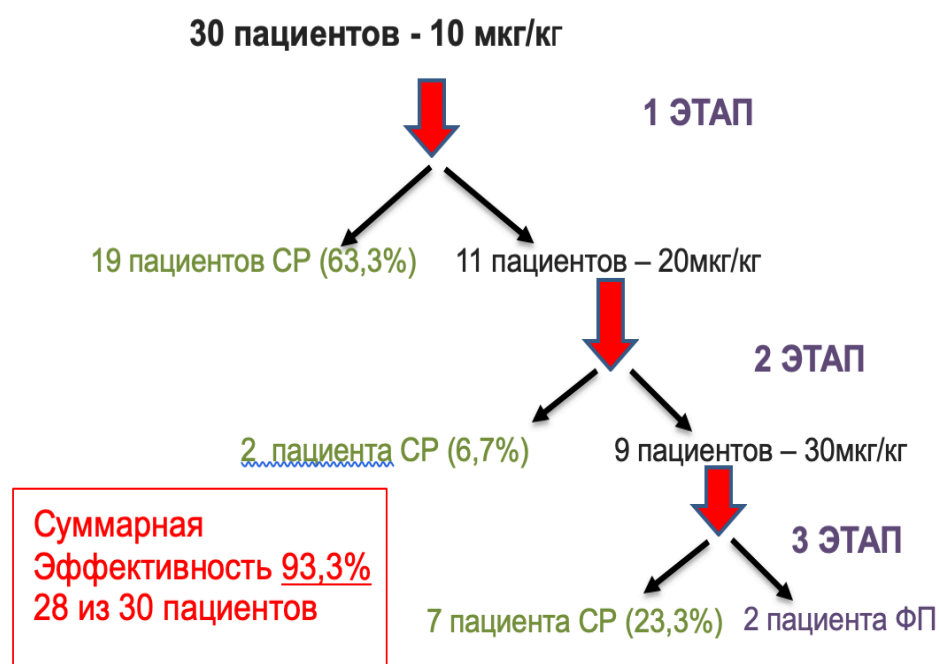 30 пациентов - 10 мкг/кг
1 ЭТАП
19 пациентов СР (63,3%)
11 пациентов – 20мкг/кг
2 ЭТАП
2 пациента СР (6,7%)
9 пациентов – 30мкг/кг
3 ЭТАП
Суммарная
Эффективность 93,3%
28 из 30 пациентов
7 пациента СР (23,3%)
2 пациента ФП